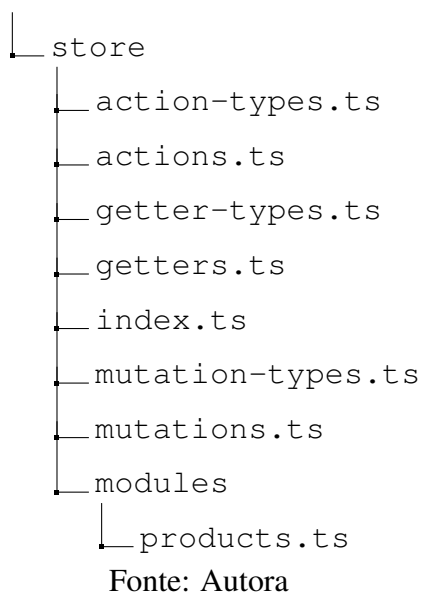 store
action-types.ts
actions.ts
getter-types.ts
getters.ts
index.ts
mutation-types.ts
mutations.ts
modules
products.ts
Fonte: Autora